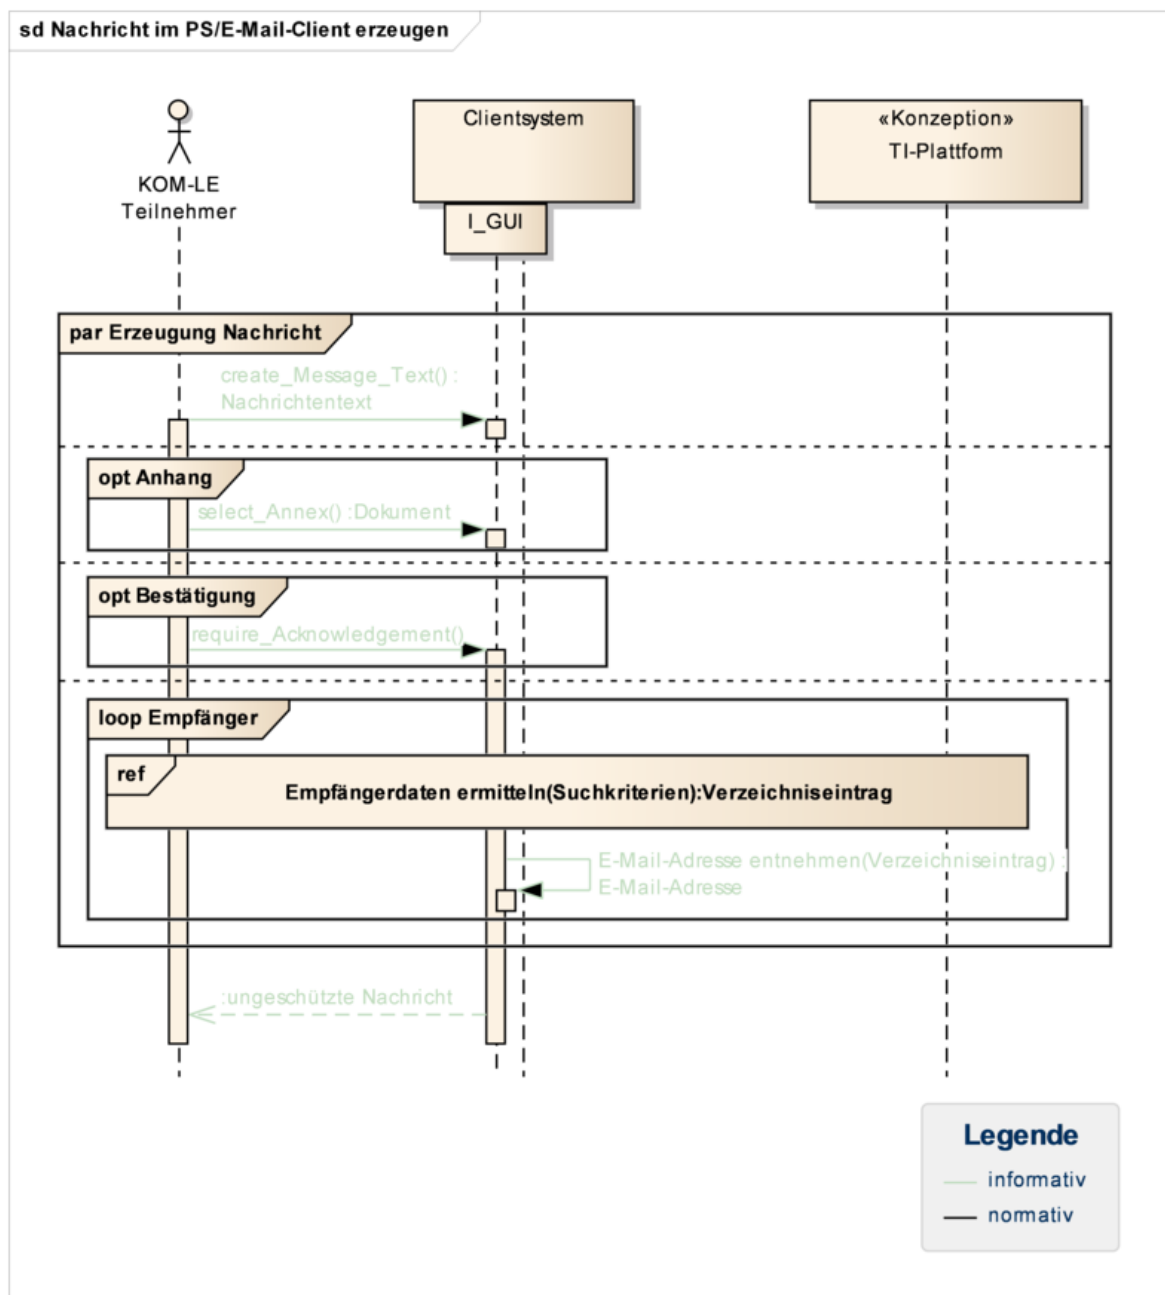 sd Nachricht im PS/E-Mail-Client erzeugen
KOM-LE
Teilnehmer
Clientsystem
I_GUI
«Konzeption»
TI-Plattform
par Erzeugung Nachricht
create_Message_Text() :
Nachrichtentext
opt Anhang
select_Annex() :Dokument
opt Bestätigung
require_Acknowledgement()
loop Empfänger
ref
Empfängerdaten ermitteln(Suchkriterien):Verzeichniseintrag
E-Mail-Adresse entnehmen(Verzeichniseintrag) :
E-Mail-Adresse
:ungeschützte Nachricht
Legende
informativ
normativ